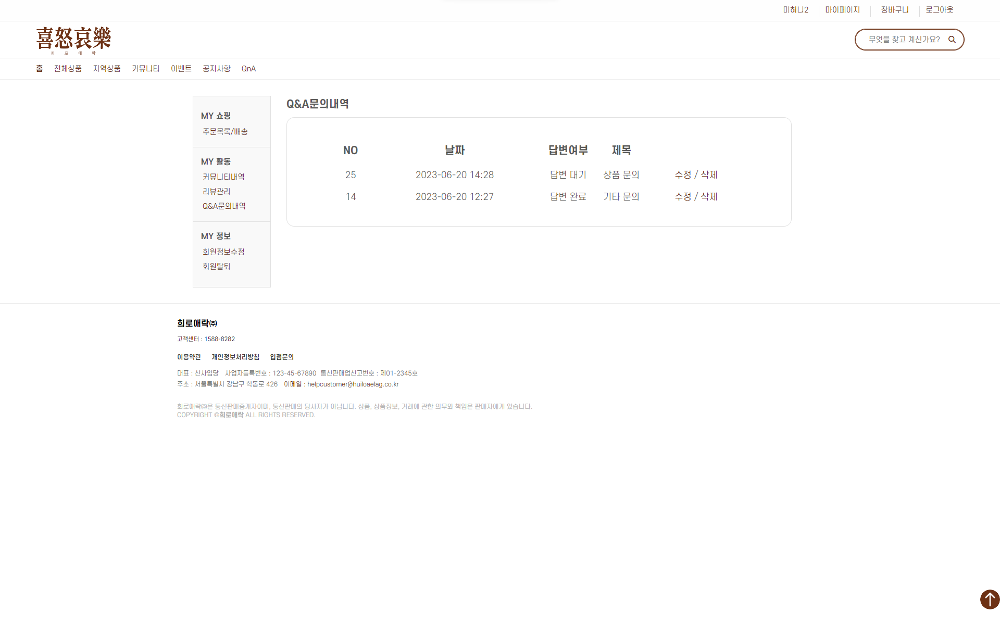 미혀니2 마이페이지 장바구니 로그아웃
喜怒哀樂
희로애락
무엇을 찾고 계신가요?
홈 전체상품 지역상품 커뮤니티 이벤트 공지사항 QnA
MY 쇼핑
주문목록/배송
MY 활동
커뮤니티내역
리뷰관리
Q&A문의내역
MY 정보
회원정보수정
회원탈퇴
Q&A문의내역
NO 날짜 답변여부 제목
25 2023-06-20 14:28 답변 대기 상품 문의 수정 / 삭제
14 2023-06-20 12:27 답변 완료 기타 문의 수정 / 삭제
희로애락㈜
고객센터 : 1588-8282
이용약관 개인정보처리방침 입점문의
대표 : 신사임당 사업자등록번호 : 123-45-67890 통신판매업신고번호 : 제01-2345호
주소 : 서울특별시 강남구 학동로 426 이메일 : helpcustomer@huiloaelag.co.kr
희로애락㈜은 통신판매중개자이며, 통신판매의 당사자가 아닙니다. 상품, 상품정보, 거래에 관한 의무와 책임은 판매자에게 있습니다.
COPYRIGHT ©희로애락 ALL RIGHTS RESERVED.